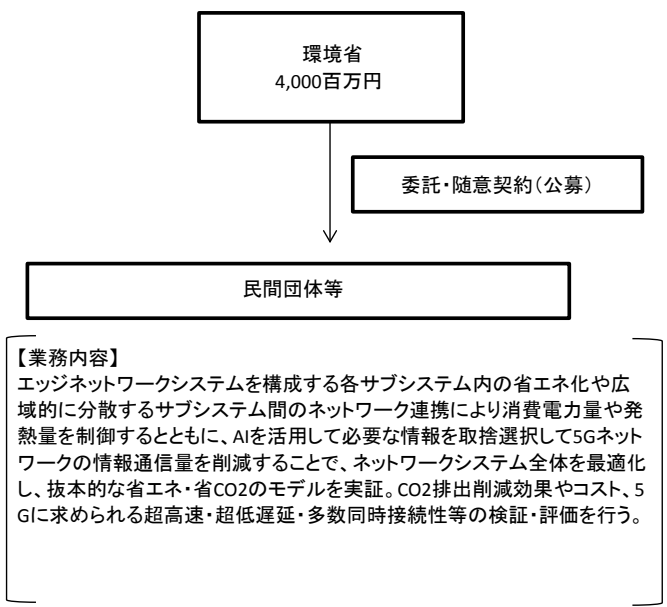 環境省
4,000百万円
委託・随意契約（公募）
民間団体等
【業務内容】
エッジネットワークシステムを構成する各サブシステム内の省エネ化や広
域的に分散するサブシステム間のネットワーク連携により消費電力量や発
熱量を制御するとともに、AIを活用して必要な情報を取捨選択して5Gネット
ワークの情報通信量を削減することで、ネットワークシステム全体を最適化
し、抜本的な省エネ・省CO2のモデルを実証。CO2排出削減効果やコスト、5
Gに求められる超高速・超低遅延・多数同時接続性等の検証・評価を行う。